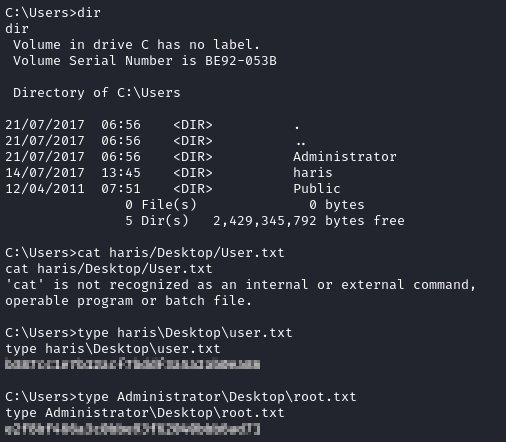 C:\Users>dir
dir
 Volume in drive C has no label.
 Volume Serial Number is BE92-053B

 Directory of C:\Users

21/07/2017  06:56    <DIR>          .
21/07/2017  06:56    <DIR>          ..
21/07/2017  06:56    <DIR>          Administrator
14/07/2017  13:45    <DIR>          haris
12/04/2011  07:51    <DIR>          Public
               0 File(s)              0 bytes
               5 Dir(s)   2,429,345,792 bytes free

C:\Users>cat haris/Desktop/User.txt
cat haris/Desktop/User.txt
'cat' is not recognized as an internal or external command,
operable program or batch file.

C:\Users>type haris\Desktop\user.txt
type haris\Desktop\user.txt

C:\Users>type Administrator\Desktop\root.txt
type Administrator\Desktop\root.txt